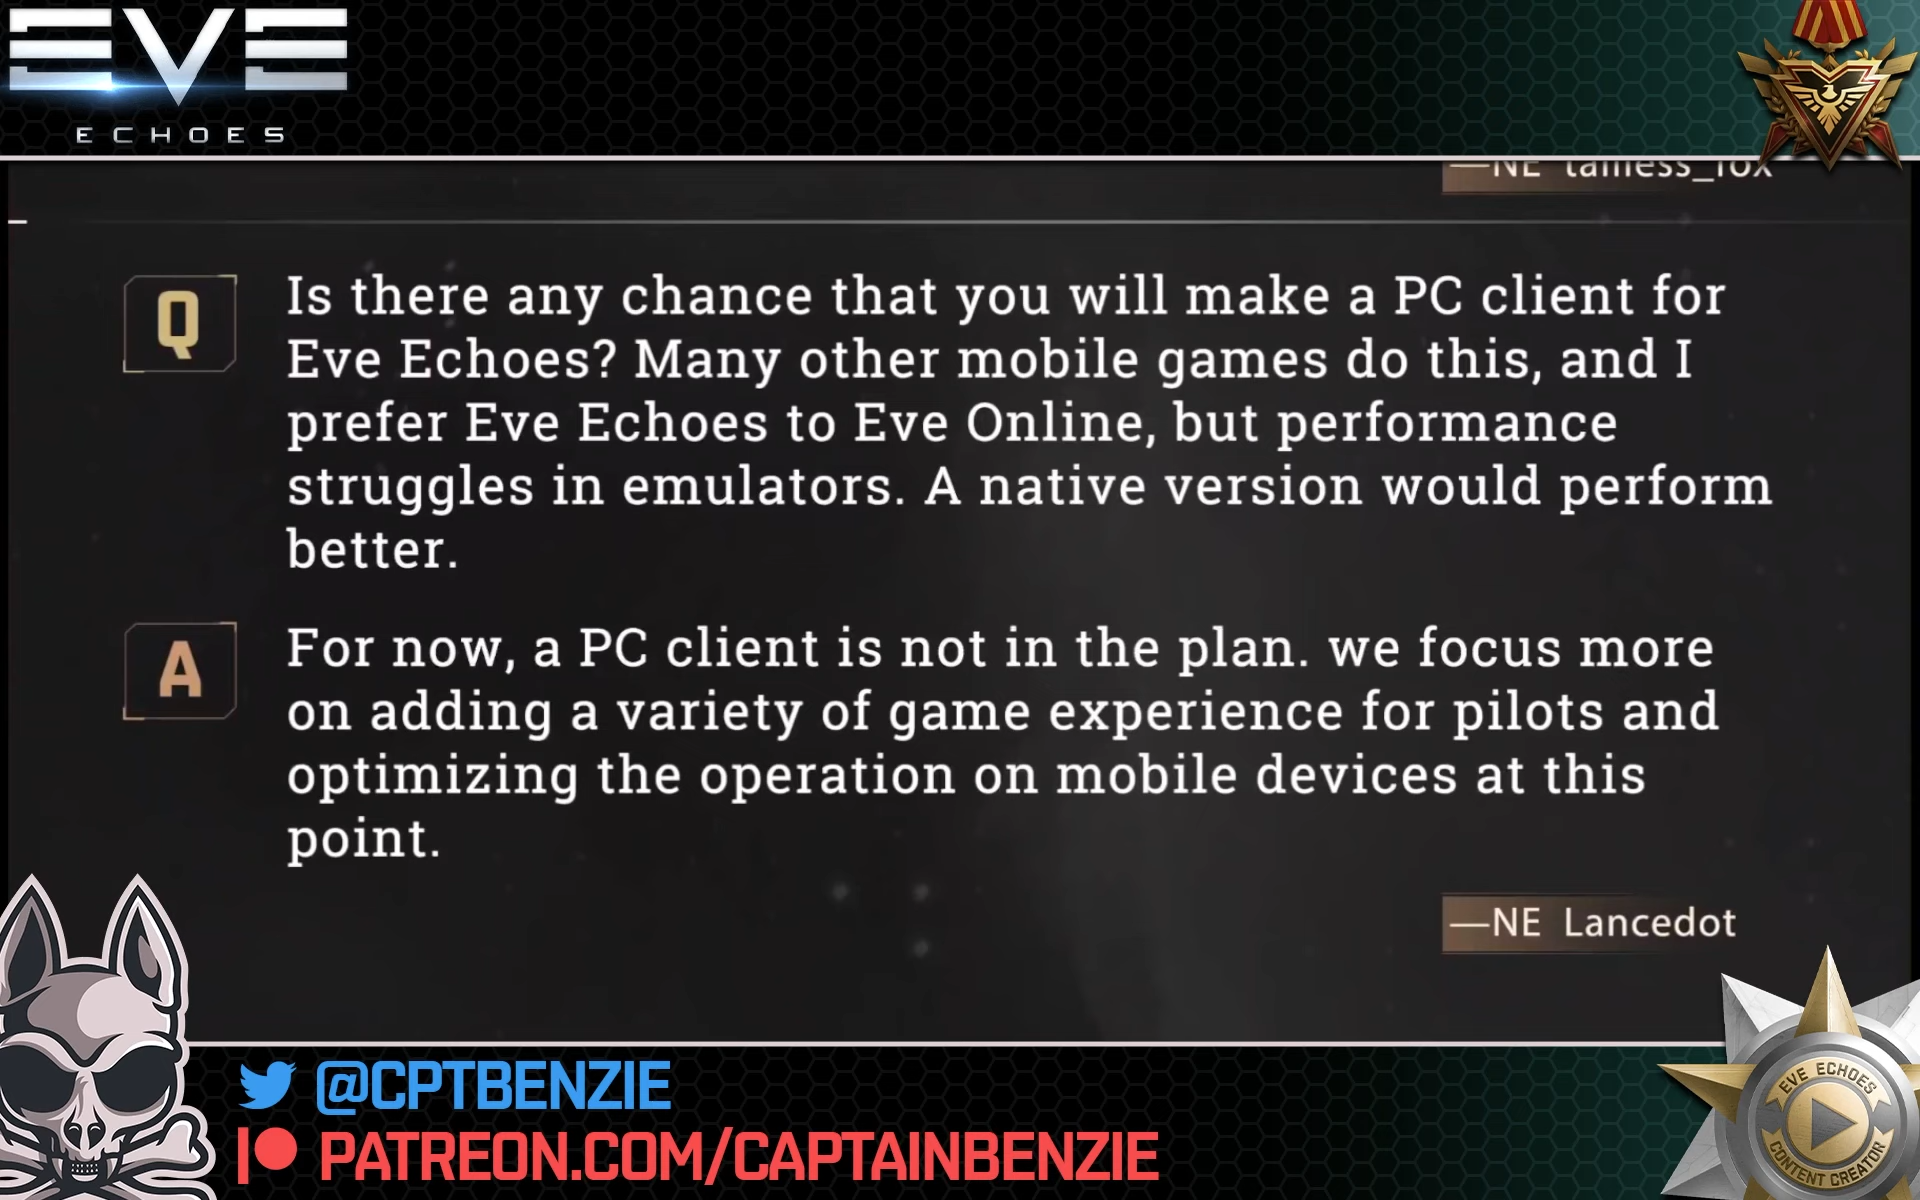 EVE
ECHOES
—NE tailless_fox
Q
Is there any chance that you will make a PC client for
Eve Echoes? Many other mobile games do this, and I
prefer Eve Echoes to Eve Online, but performance
struggles in emulators. A native version would perform
better.
A
For now, a PC client is not in the plan. we focus more
on adding a variety of game experience for pilots and
optimizing the operation on mobile devices at this
point.
—NE Lancedot
@CPTBENZIE
PATREON.COM/CAPTAINBENZIE
EVE ECHOES
CONTENT CREATOR